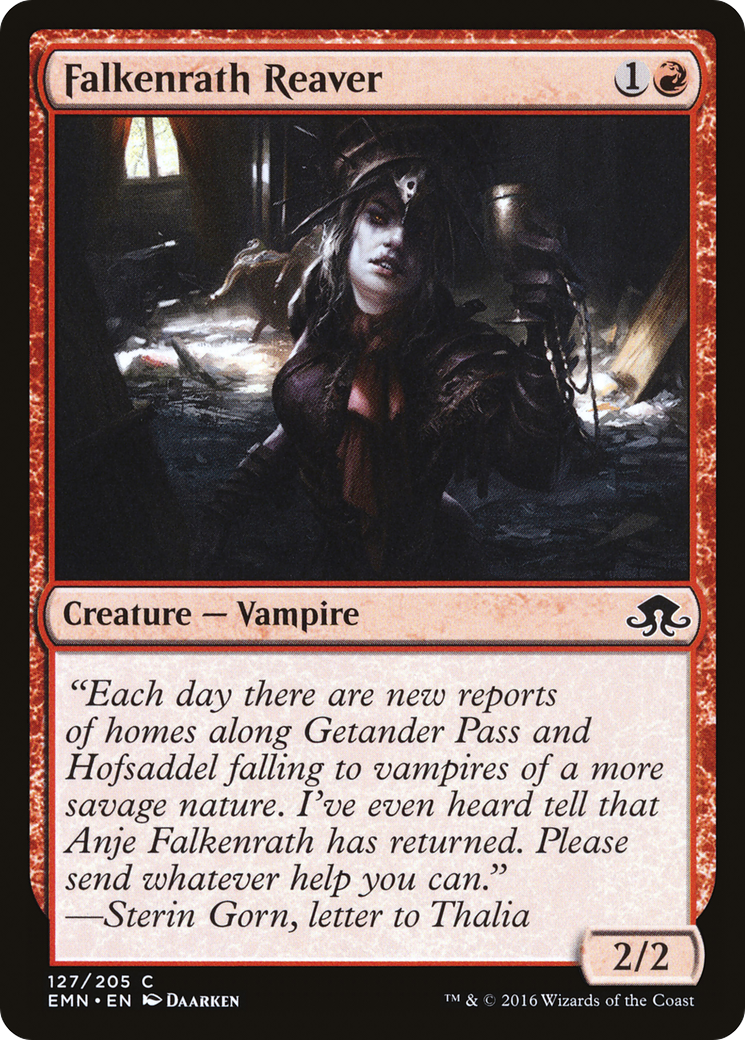 Falkenrath Reaver 1
Creature — Vampire
“Each day there are new reports
of homes along Getander Pass and
Hofsaddel falling to vampires of a more
savage nature. I’ve even heard tell that
Anje Falkenrath has returned. Please
send whatever help you can.”
—Sterin Gorn, letter to Thalia
2/2
127/205 C
EMN • EN DAARKEN ™ & © 2016 Wizards of the Coast